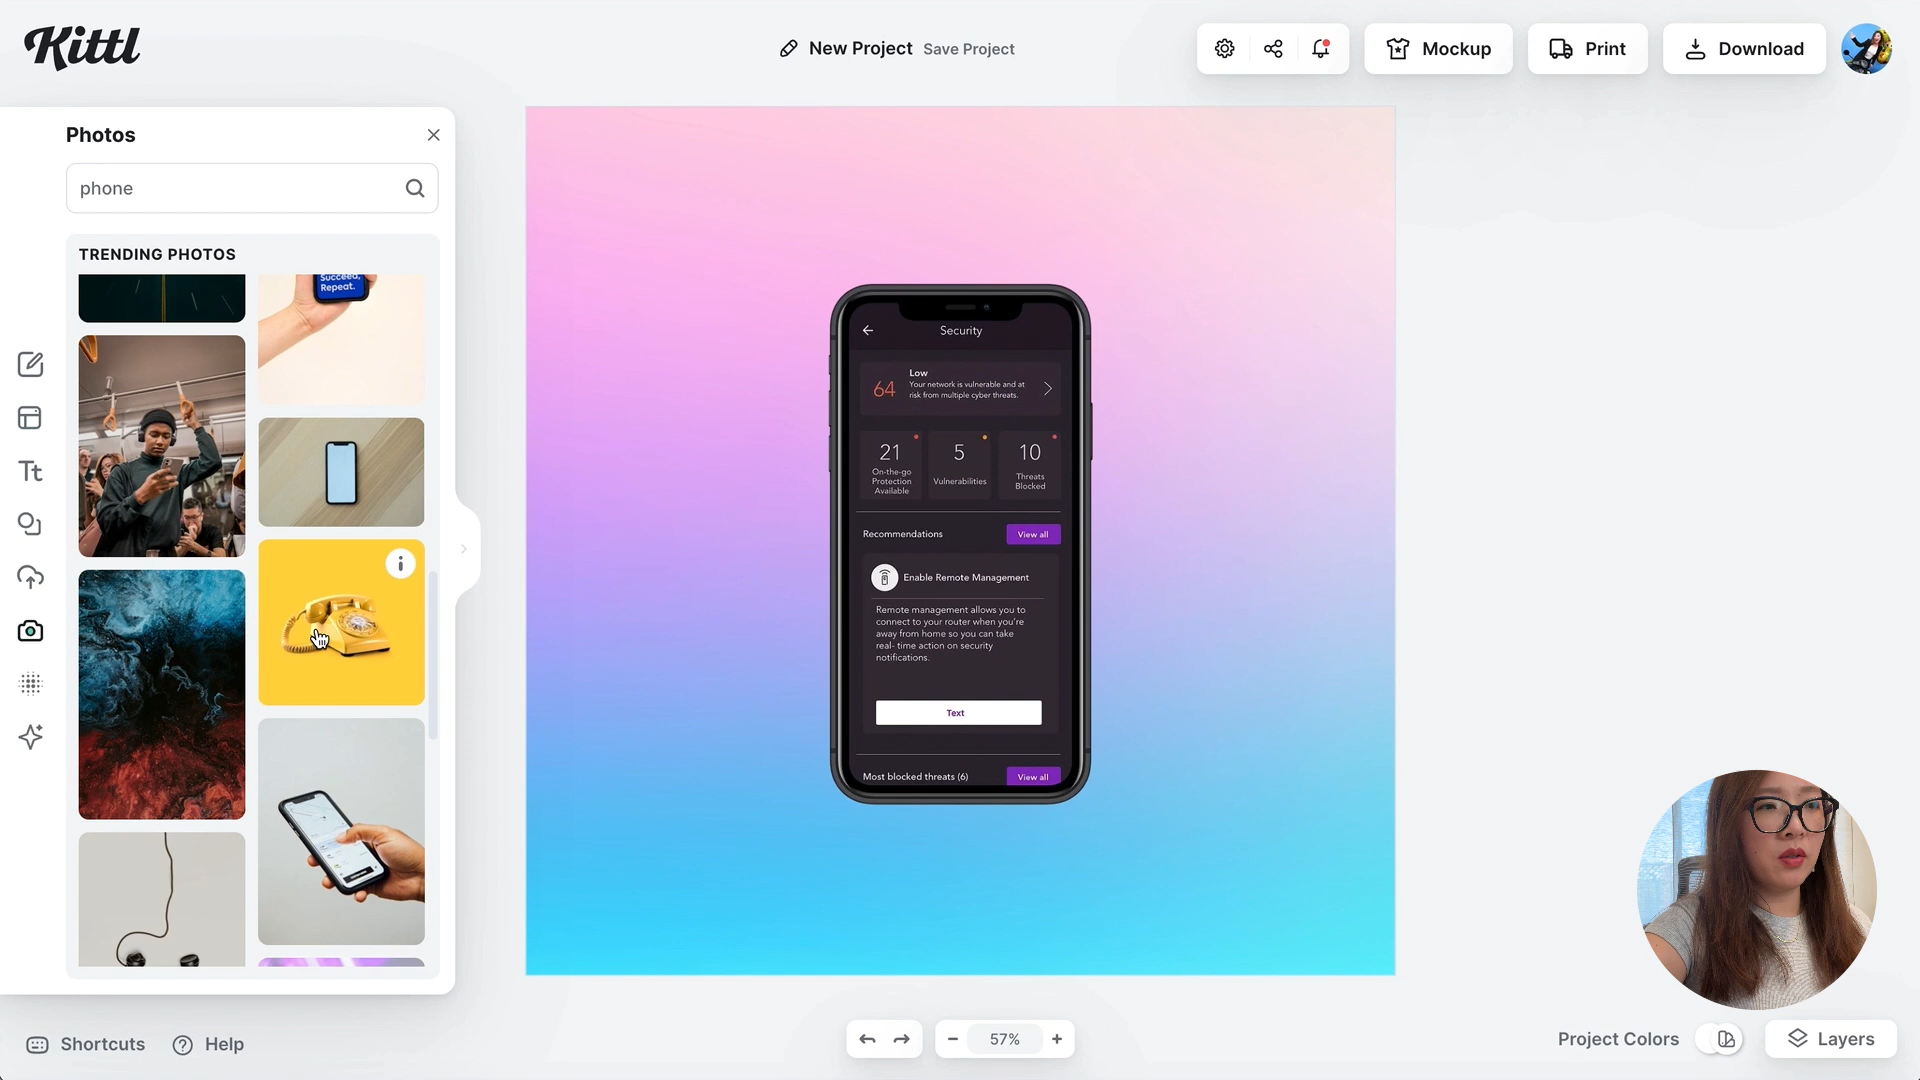 Kittl
New Project Save Project
Mockup
Print
Download
Photos
phone
TRENDING PHOTOS
Succeed,
Repeat.
Security
Low
64
Your network is vulnerable and at
risk from multiple cyber threats.
21
On-the-go
Protection
Available
5
Vulnerabilities
10
Threats
Blocked
Recommendations
View all
Enable Remote Management
Remote management allows you to
connect to your router when you're
away from home so you can take
real- time action on security
notifications.
Text
Most blocked threats (6)
View all
Tt
Shortcuts
Help
57%
Project Colors
Layers